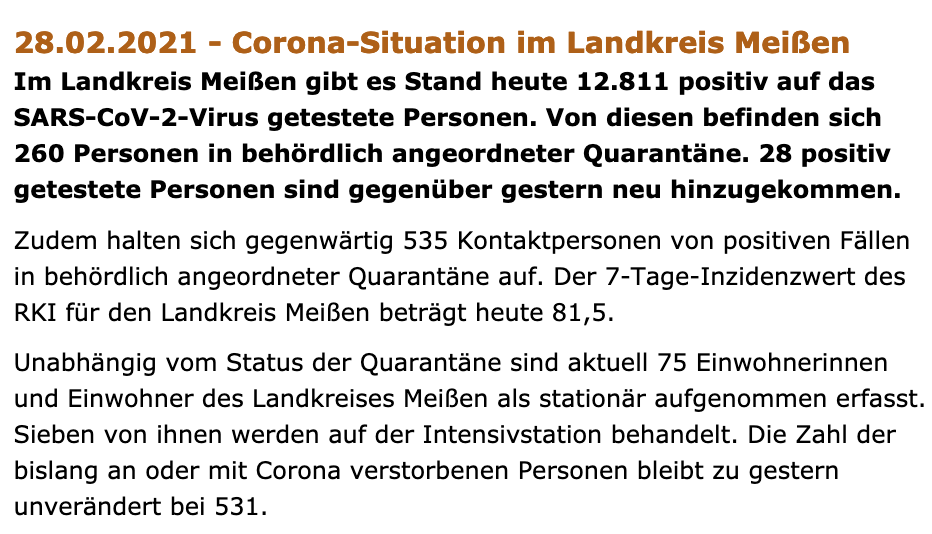 28.02.2021 - Corona-Situation im Landkreis Meißen
Im Landkreis Meißen gibt es Stand heute 12.811 positiv auf das
SARS-CoV-2-Virus getestete Personen. Von diesen befinden sich
260 Personen in behördlich angeordneter Quarantäne. 28 positiv
getestete Personen sind gegenüber gestern neu hinzugekommen.
Zudem halten sich gegenwärtig 535 Kontaktpersonen von positiven Fällen
in behördlich angeordneter Quarantäne auf. Der 7-Tage-Inzidenzwert des
RKI für den Landkreis Meißen beträgt heute 81,5.
Unabhängig vom Status der Quarantäne sind aktuell 75 Einwohnerinnen
und Einwohner des Landkreises Meißen als stationär aufgenommen erfasst.
Sieben von ihnen werden auf der Intensivstation behandelt. Die Zahl der
bislang an oder mit Corona verstorbenen Personen bleibt zu gestern
unverändert bei 531.